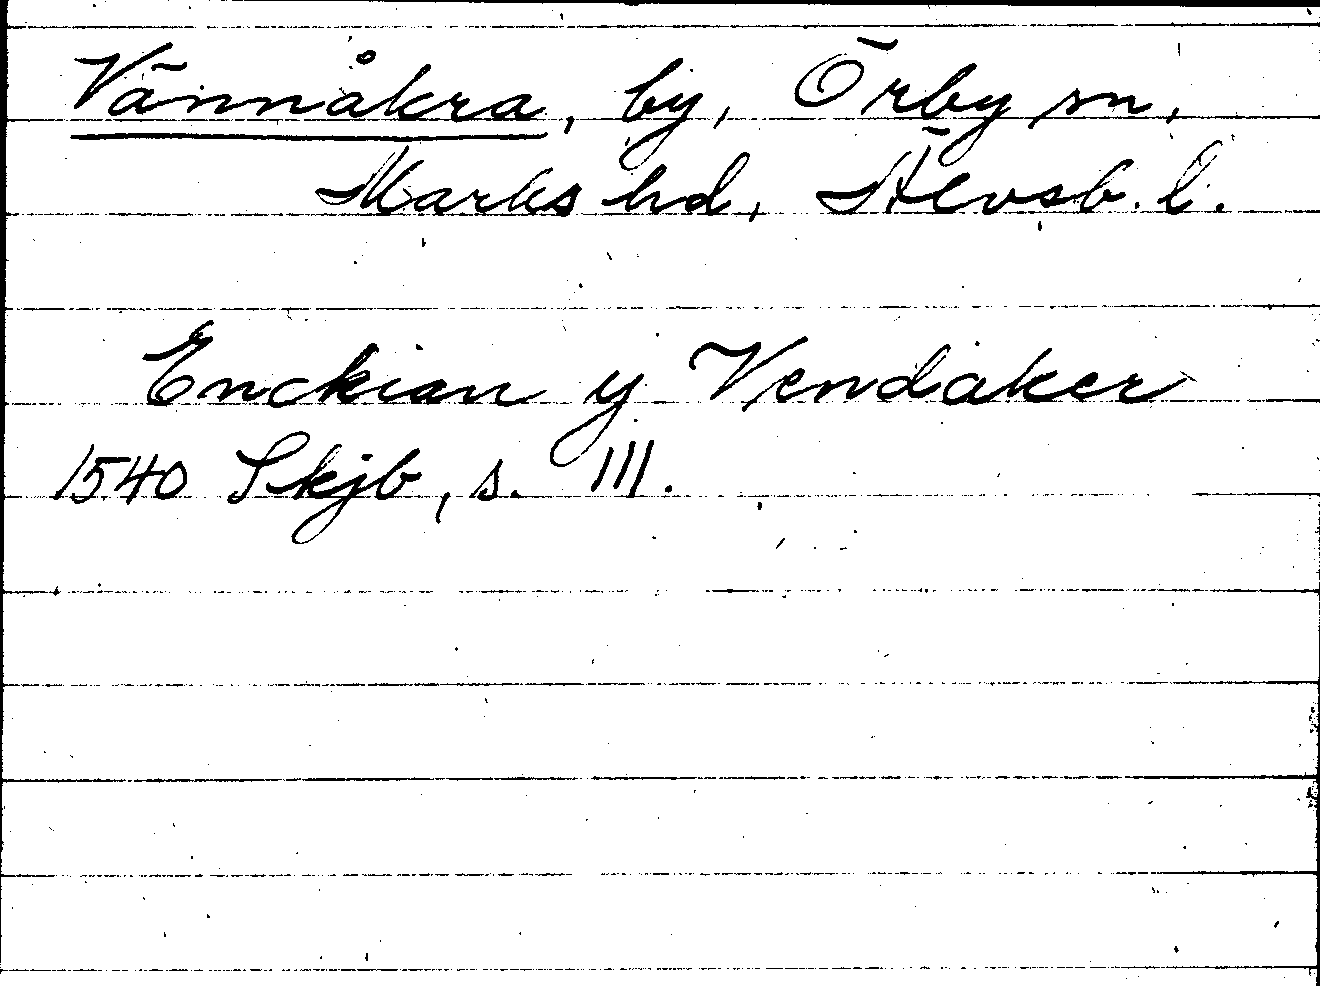 Vännåkra, by, Örby sn,
Marks hd, Älvsb. l.
Enckian y Vendaker
1540 Skjb, s. 111.